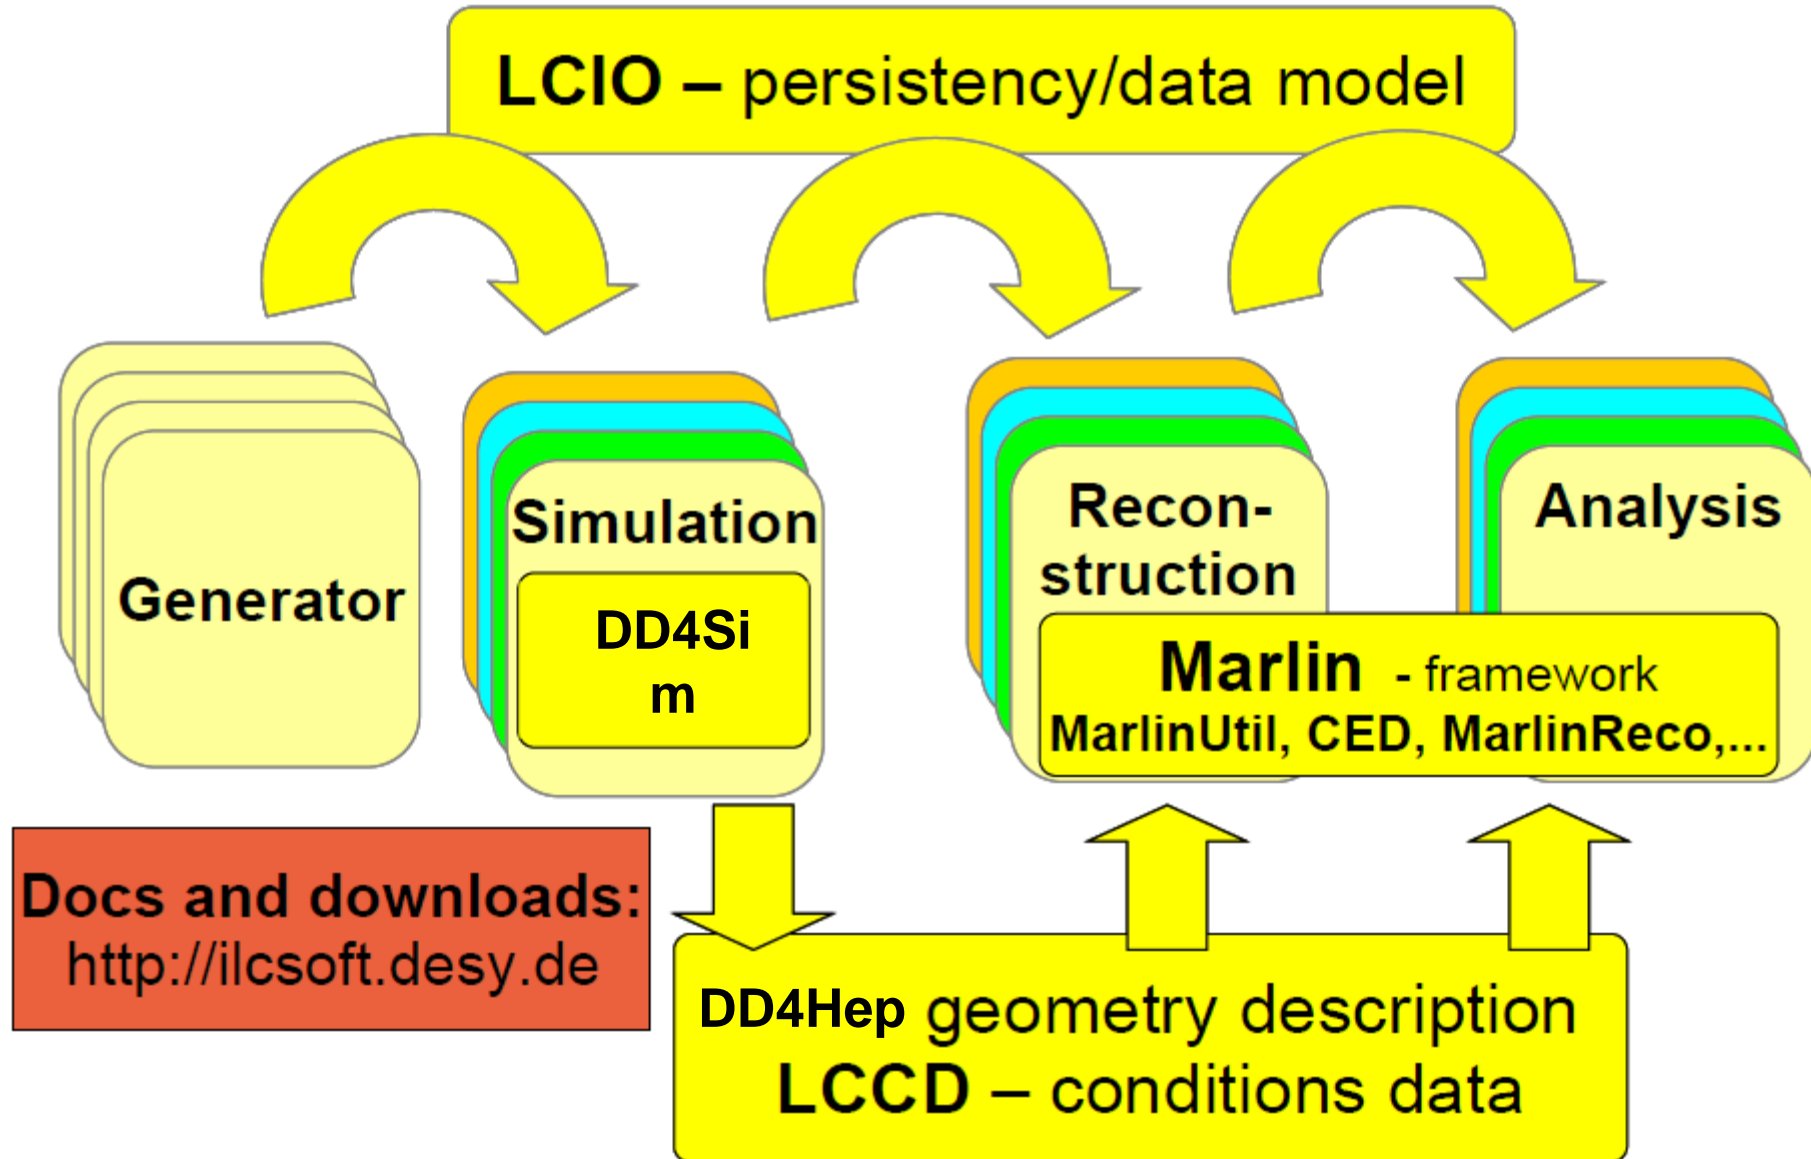 LCIO – persistency/data model
Generator
Simulation
DD4Si
m
Recon-
struction
Analysis
Marlin - framework
MarlinUtil, CED, MarlinReco,...
Docs and downloads:
http://ilcsoft.desy.de
DD4Hep geometry description
LCCD – conditions data